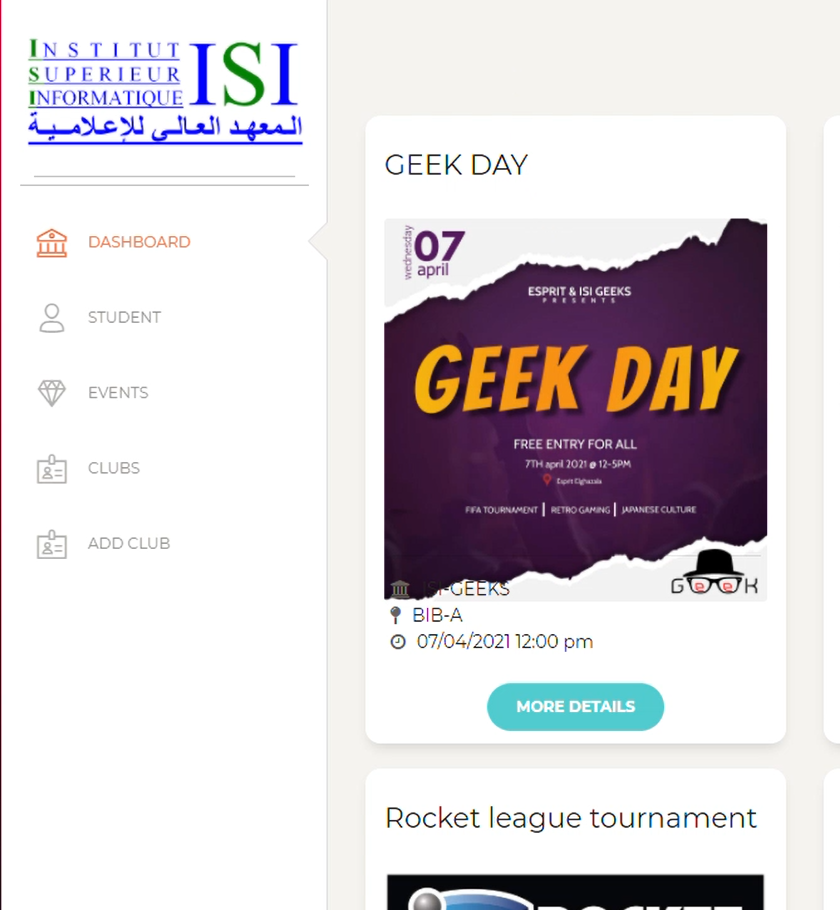 INSTITUT
SUPERIEUR
INFORMATIQUE
ISI
المعهد العالي للإعلامية
DASHBOARD
STUDENT
EVENTS
CLUBS
ADD CLUB
GEEK DAY
wednesday
07
april
ESPRIT & ISI GEEKS
PRESENTS
GEEK DAY
FREE ENTRY FOR ALL
7TH april 2021 @ 12-5PM
Esprit Elghazala
FIFA TOURNAMENT | RETRO GAMING | JAPANESE CULTURE
GeeK
ISI-GEEKS
BIB-A
07/04/2021 12:00 pm
MORE DETAILS
Rocket league tournament
ROCKET